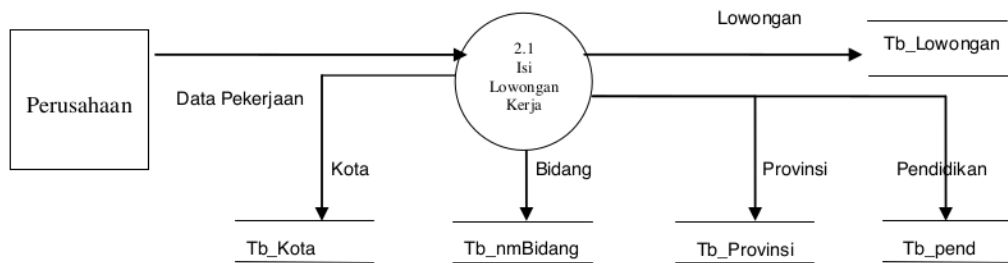 Lowongan
Tb_Lowongan
2.1
Isi
Lowongan
Kerja
Perusahaan
Data Pekerjaan
Kota
Bidang
Provinsi
Pendidikan
Tb_Kota
Tb_nmBidang
Tb_Provinsi
Tb_pend